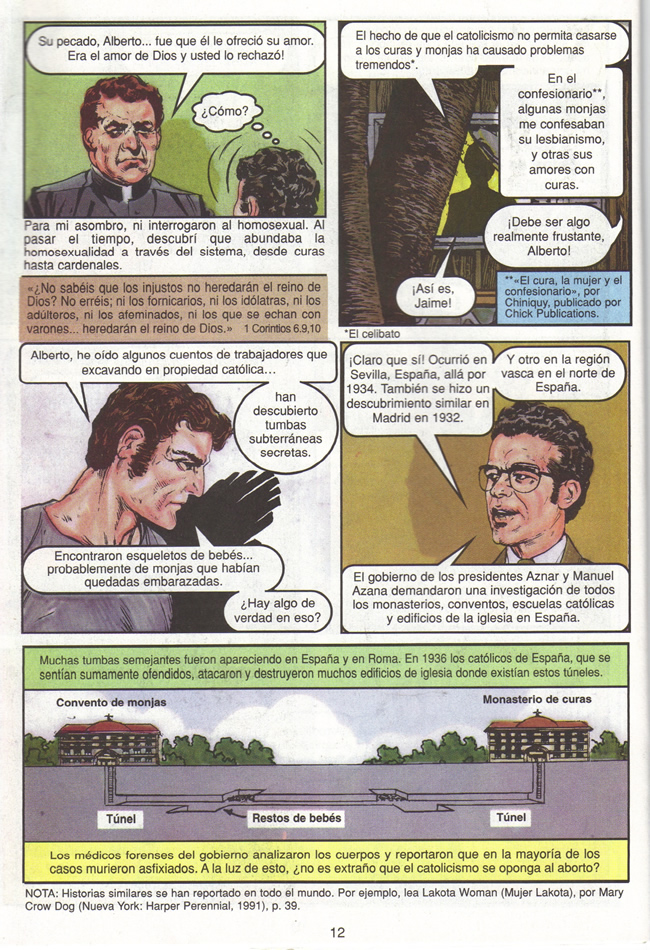 Su pecado, Alberto... fue que él le ofreció su amor.
Era el amor de Dios y usted lo rechazó!
¿Cómo?
Para mi asombro, ni interrogaron al homosexual. Al
pasar el tiempo, descubrí que abundaba la
homosexualidad a través del sistema, desde curas
hasta cardenales.
«¿No sabéis que los injustos no heredarán el reino de
Dios? No erréis; ni los fornicarios, ni los idólatras, ni los
adúlteros, ni los afeminados, ni los que se echan con
varones... heredarán el reino de Dios.» 1 Corintios 6.9,10
El hecho de que el catolicismo no permita casarse
a los curas y monjas ha causado problemas
tremendos*.
En el
confesionario**,
algunas monjas
me confesaban
su lesbianismo,
y otras sus
amores con
curas.
¡Debe ser algo
realmente frustante,
Alberto!
¡Así es,
Jaime!
**«El cura, la mujer y el
confesionario», por
Chiniquy, publicado por
Chick Publications.
*El celibato
Alberto, he oído algunos cuentos de trabajadores que
excavando en propiedad católica…
han
descubierto
tumbas
subterráneas
secretas.
Encontraron esqueletos de bebés...
probablemente de monjas que habían
quedadas embarazadas.
¿Hay algo de
verdad en eso?
¡Claro que sí! Ocurrió en
Sevilla, España, allá por
1934. También se hizo un
descubrimiento similar en
Madrid en 1932.
Y otro en la región
vasca en el norte de
España.
El gobierno de los presidentes Aznar y Manuel
Azana demandaron una investigación de todos
los monasterios, conventos, escuelas católicas
y edificios de la iglesia en España.
Muchas tumbas semejantes fueron apareciendo en España y en Roma. En 1936 los católicos de España, que se
sentían sumamente ofendidos, atacaron y destruyeron muchos edificios de iglesia donde existían estos túneles.
Convento de monjas
Monasterio de curas
Túnel
Restos de bebés
Túnel
Los médicos forenses del gobierno analizaron los cuerpos y reportaron que en la mayoría de los
casos murieron asfixiados. A la luz de esto, ¿no es extraño que el catolicismo se oponga al aborto?
NOTA: Historias similares se han reportado en todo el mundo. Por ejemplo, lea Lakota Woman (Mujer Lakota), por Mary
Crow Dog (Nueva York: Harper Perennial, 1991), p. 39.
12